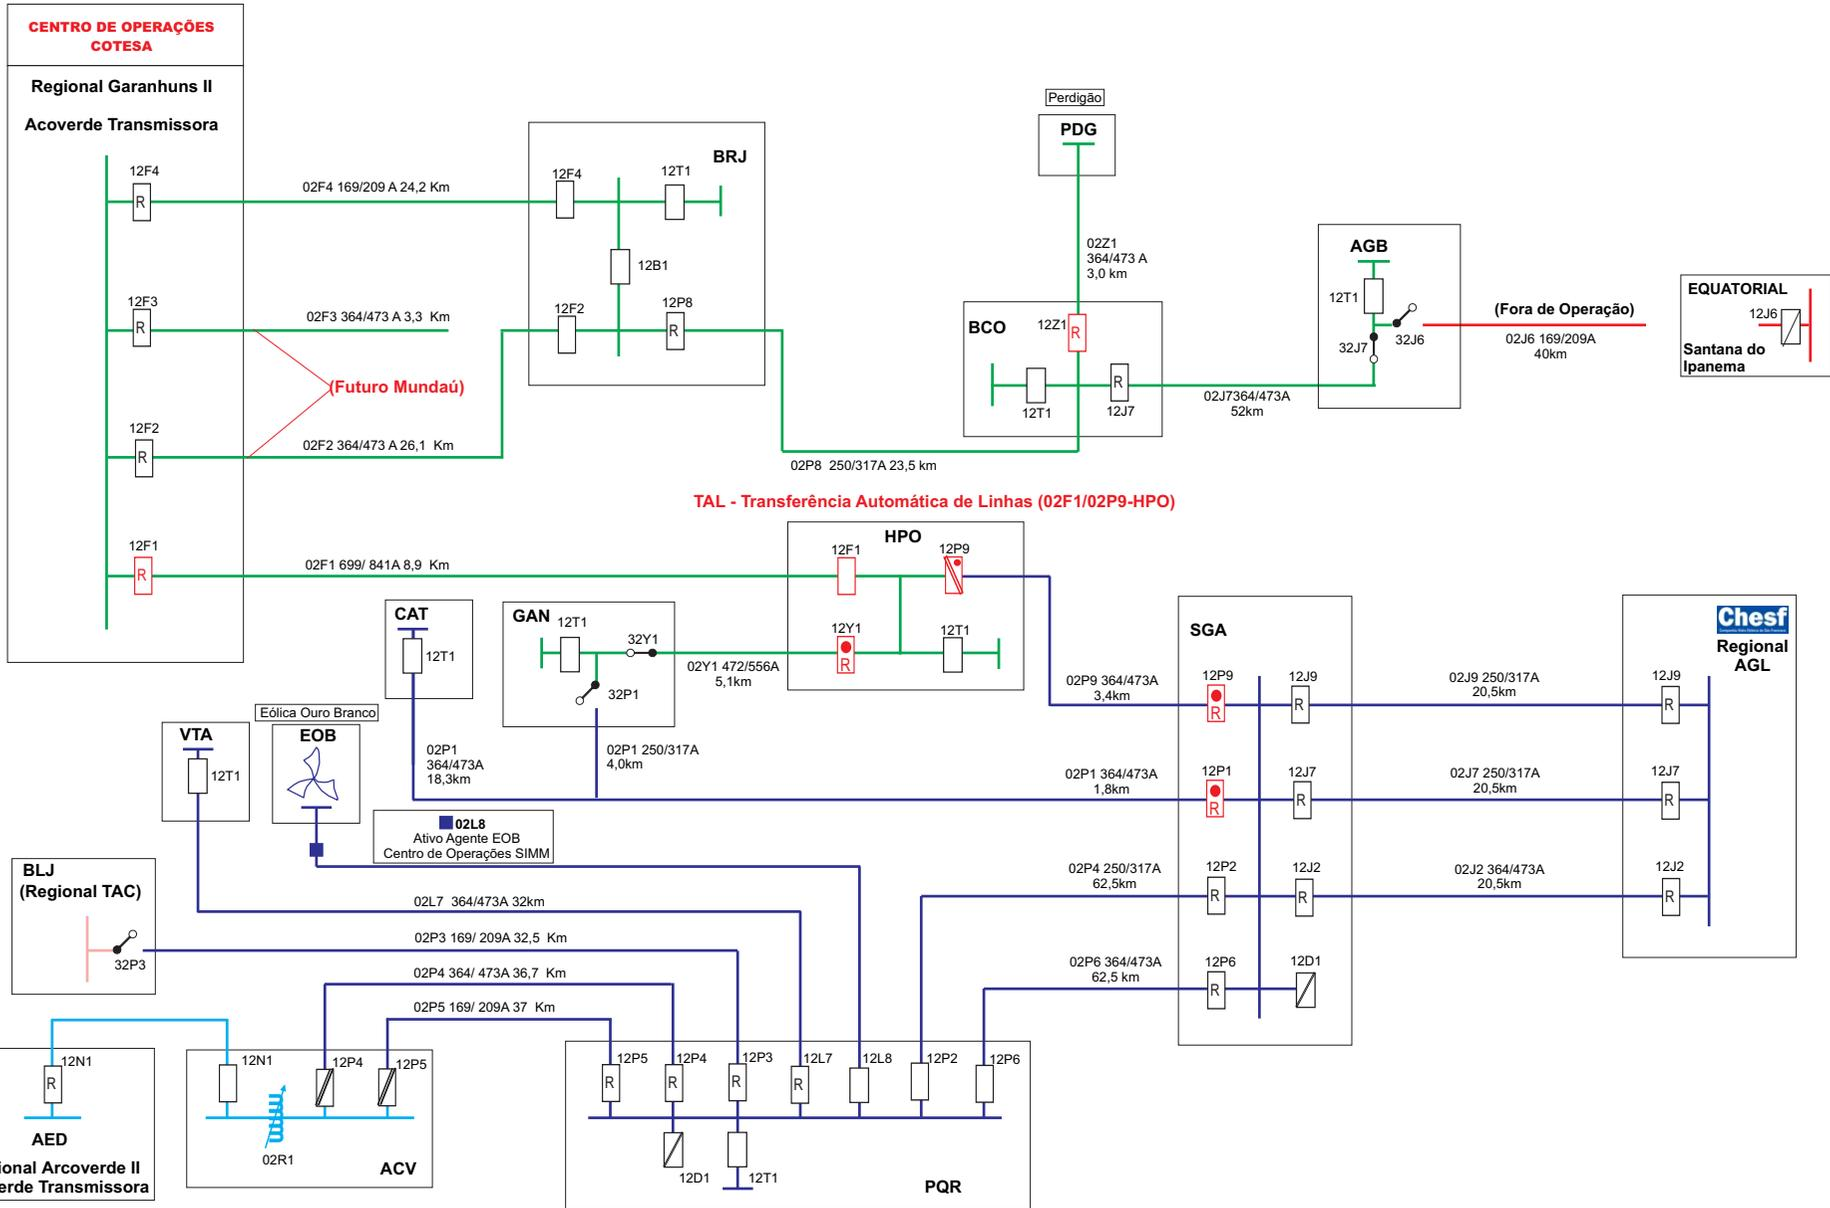 CENTRO DE OPERAÇÕES
COTESA
Regional Garanhuns II
Acoverde Transmissora
12F4
R
02F4 169/209 A 24,2 Km
12F3
R
02F3 364/473 A 3,3 Km
(Futuro Mundaú)
12F2
R
02F2 364/473 A 26,1 Km
12F1
R
02F1 699/ 841A 8,9 Km
BRJ
12F4
12T1
12B1
12F2
12P8
R
02P8 250/317A 23,5 km
Perdigão
PDG
02Z1
364/473 A
3,0 km
BCO
12Z1
R
12T1
12J7
R
02J7364/473A
52km
AGB
12T1
32J7
32J6
(Fora de Operação)
02J6 169/209A
40km
EQUATORIAL
12J6
Santana do
Ipanema
TAL - Transferência Automática de Linhas (02F1/02P9-HPO)
HPO
12F1
12P9
12Y1
R
12T1
CAT
12T1
GAN
12T1
32Y1
32P1
02Y1 472/556A
5,1km
02P1
364/473A
18,3km
02P1 250/317A
4,0km
VTA
12T1
Eólica Ouro Branco
EOB
02L8
Ativo Agente EOB
Centro de Operações SIMM
SGA
02P9 364/473A
3,4km
12P9
R
12J9
R
02J9 250/317A
20,5km
12J9
R
02P1 364/473A
1,8km
12P1
R
12J7
R
02J7 250/317A
20,5km
12J7
R
02P4 250/317A
62,5km
12P2
R
12J2
R
02J2 364/473A
20,5km
12J2
R
02P6 364/473A
62,5 km
12P6
R
12D1
Chesf
Regional
AGL
BLJ
(Regional TAC)
32P3
02L7 364/473A 32km
02P3 169/ 209A 32,5 Km
02P4 364/ 473A 36,7 Km
02P5 169/ 209A 37 Km
12N1
R
AED
ional Arcoverde II
erde Transmissora
12N1
12P4
12P5
02R1
ACV
12P5
R
12P4
R
12P3
R
12L7
R
12L8
12P2
12P6
12D1
12T1
PQR